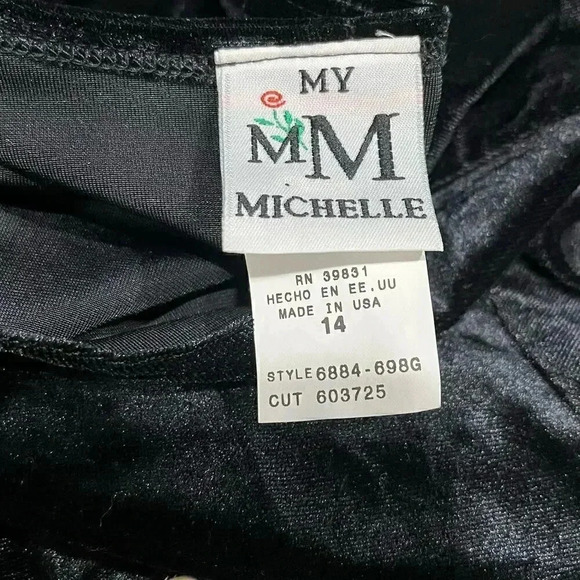 MY
MM
MICHELLE
RN 39831
HECHO EN EE.UU
MADE IN USA
14
STYLE 6884-698G
CUT 603725